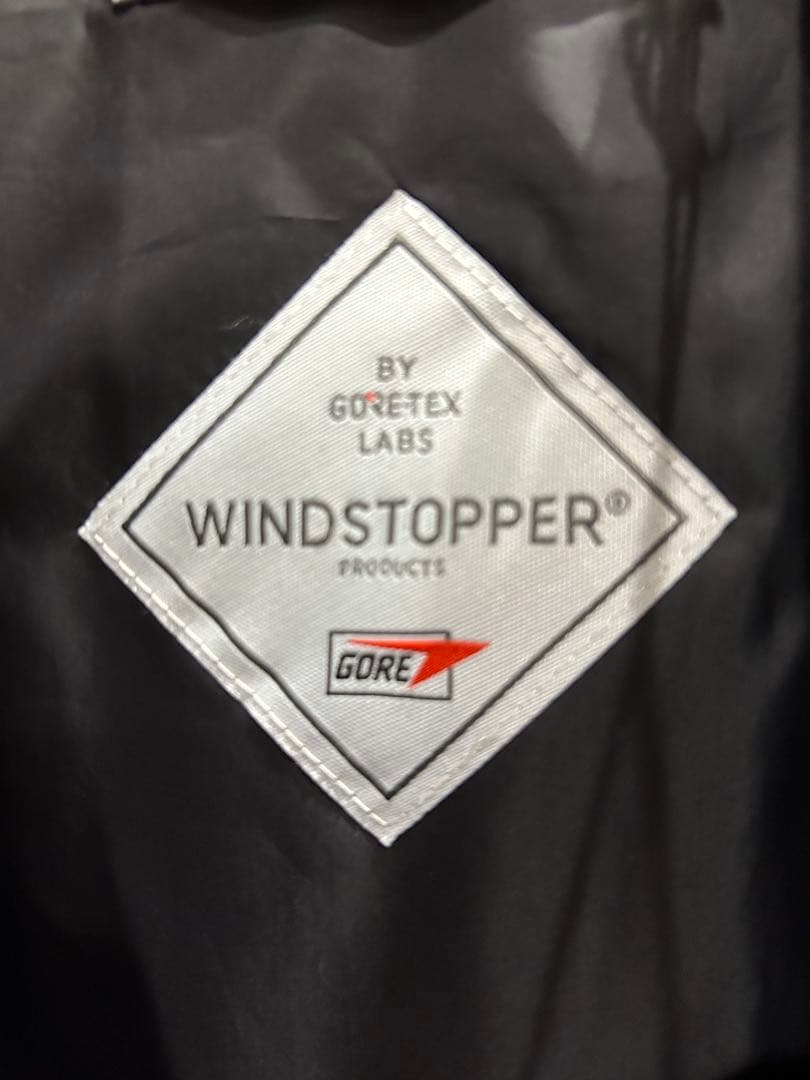 BY
GORE-TEX
LABS
WINDSTOPPER®
PRODUCTS
GORE